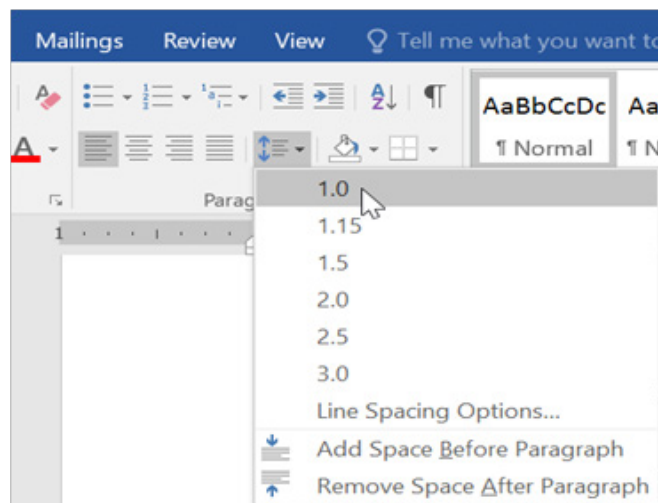 Mailings Review View Tell me what you want to
AaBbCcDc Aa
¶ Normal ¶ N
Parag
1
1.0
1.15
1.5
2.0
2.5
3.0
Line Spacing Options...
Add Space Before Paragraph
Remove Space After Paragraph